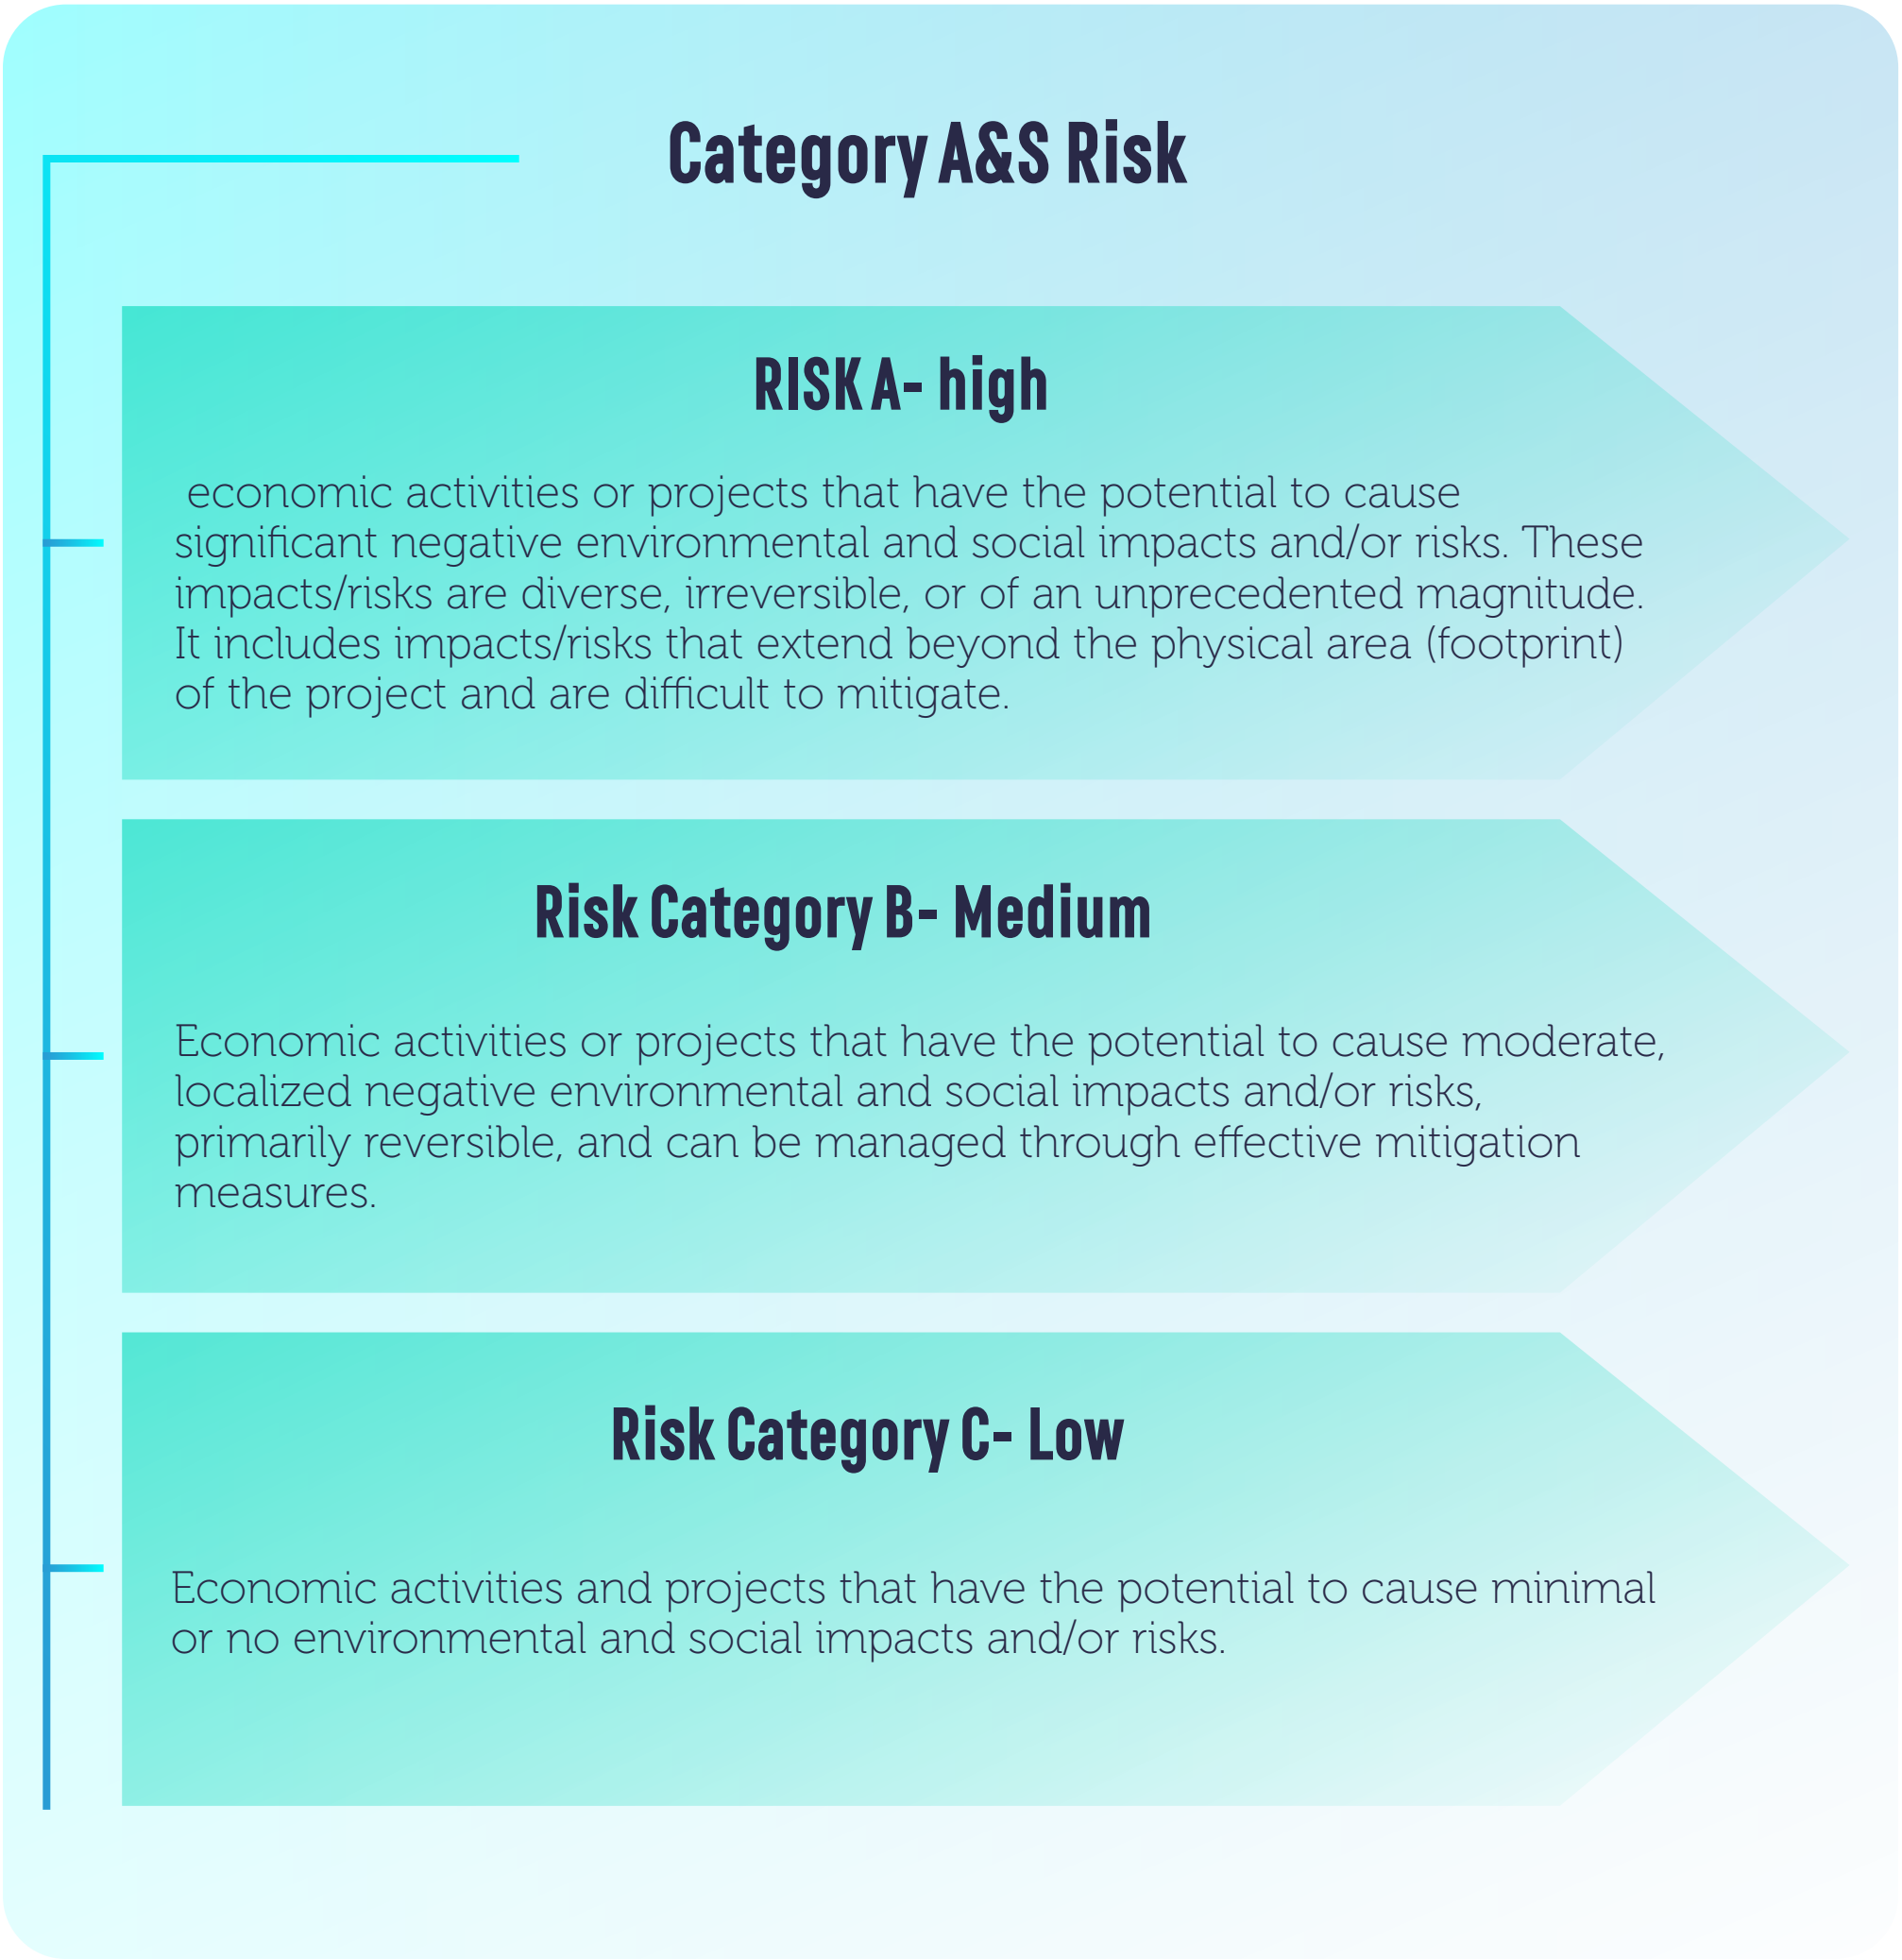 Category A&S Risk
RISK A- high
economic activities or projects that have the potential to cause
significant negative environmental and social impacts and/or risks. These
impacts/risks are diverse, irreversible, or of an unprecedented magnitude.
It includes impacts/risks that extend beyond the physical area (footprint)
of the project and are difficult to mitigate.
Risk Category B- Medium
Economic activities or projects that have the potential to cause moderate,
localized negative environmental and social impacts and/or risks,
primarily reversible, and can be managed through effective mitigation
measures.
Risk Category C- Low
Economic activities and projects that have the potential to cause minimal
or no environmental and social impacts and/or risks.